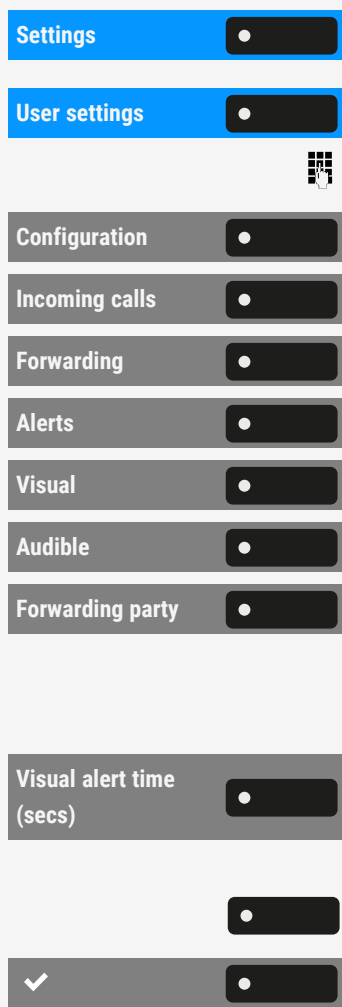 Settings
User settings
Configuration
Incoming calls
Forwarding
Alerts
Visual
Audible
Forwarding party
Visual alert time
(secs)